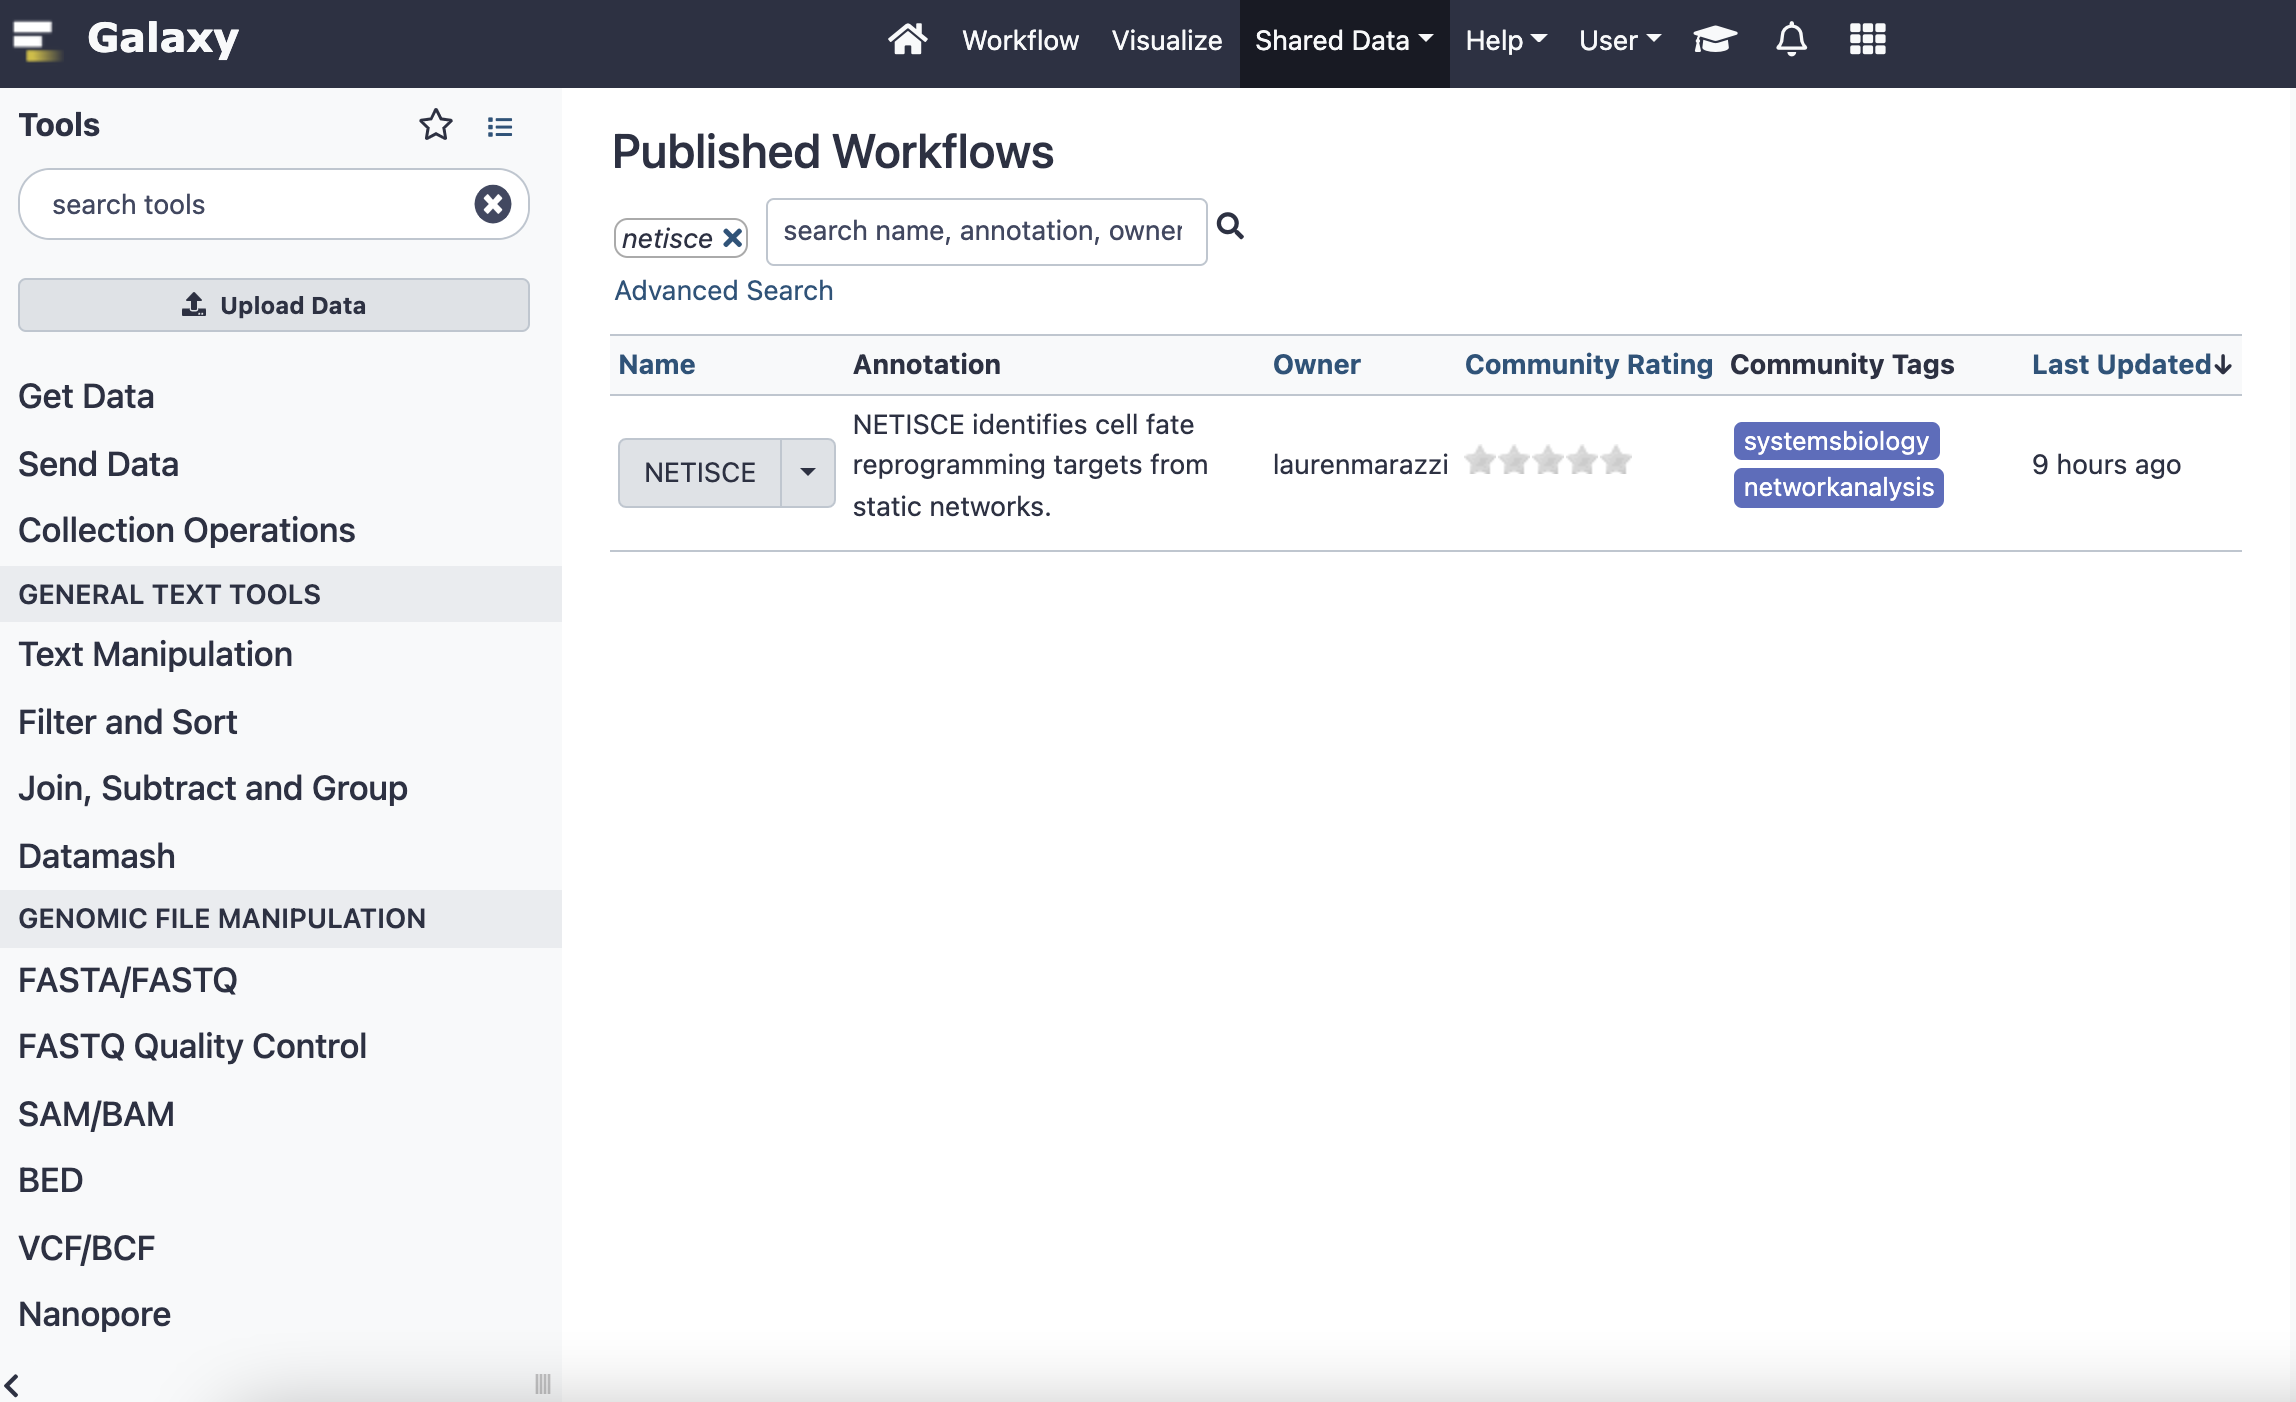 Galaxy
Workflow Visualize Shared Data Help User
Tools
search tools
Upload Data
Get Data
Send Data
Collection Operations
GENERAL TEXT TOOLS
Text Manipulation
Filter and Sort
Join, Subtract and Group
Datamash
GENOMIC FILE MANIPULATION
FASTA/FASTQ
FASTQ Quality Control
SAM/BAM
BED
VCF/BCF
Nanopore
Published Workflows
netisce search name, annotation, owner
Advanced Search
Name Annotation Owner Community Rating Community Tags Last Updated
NETISCE
NETISCE identifies cell fate
reprogramming targets from
static networks.
laurenmarazzi
systemsbiology
networkanalysis
9 hours ago